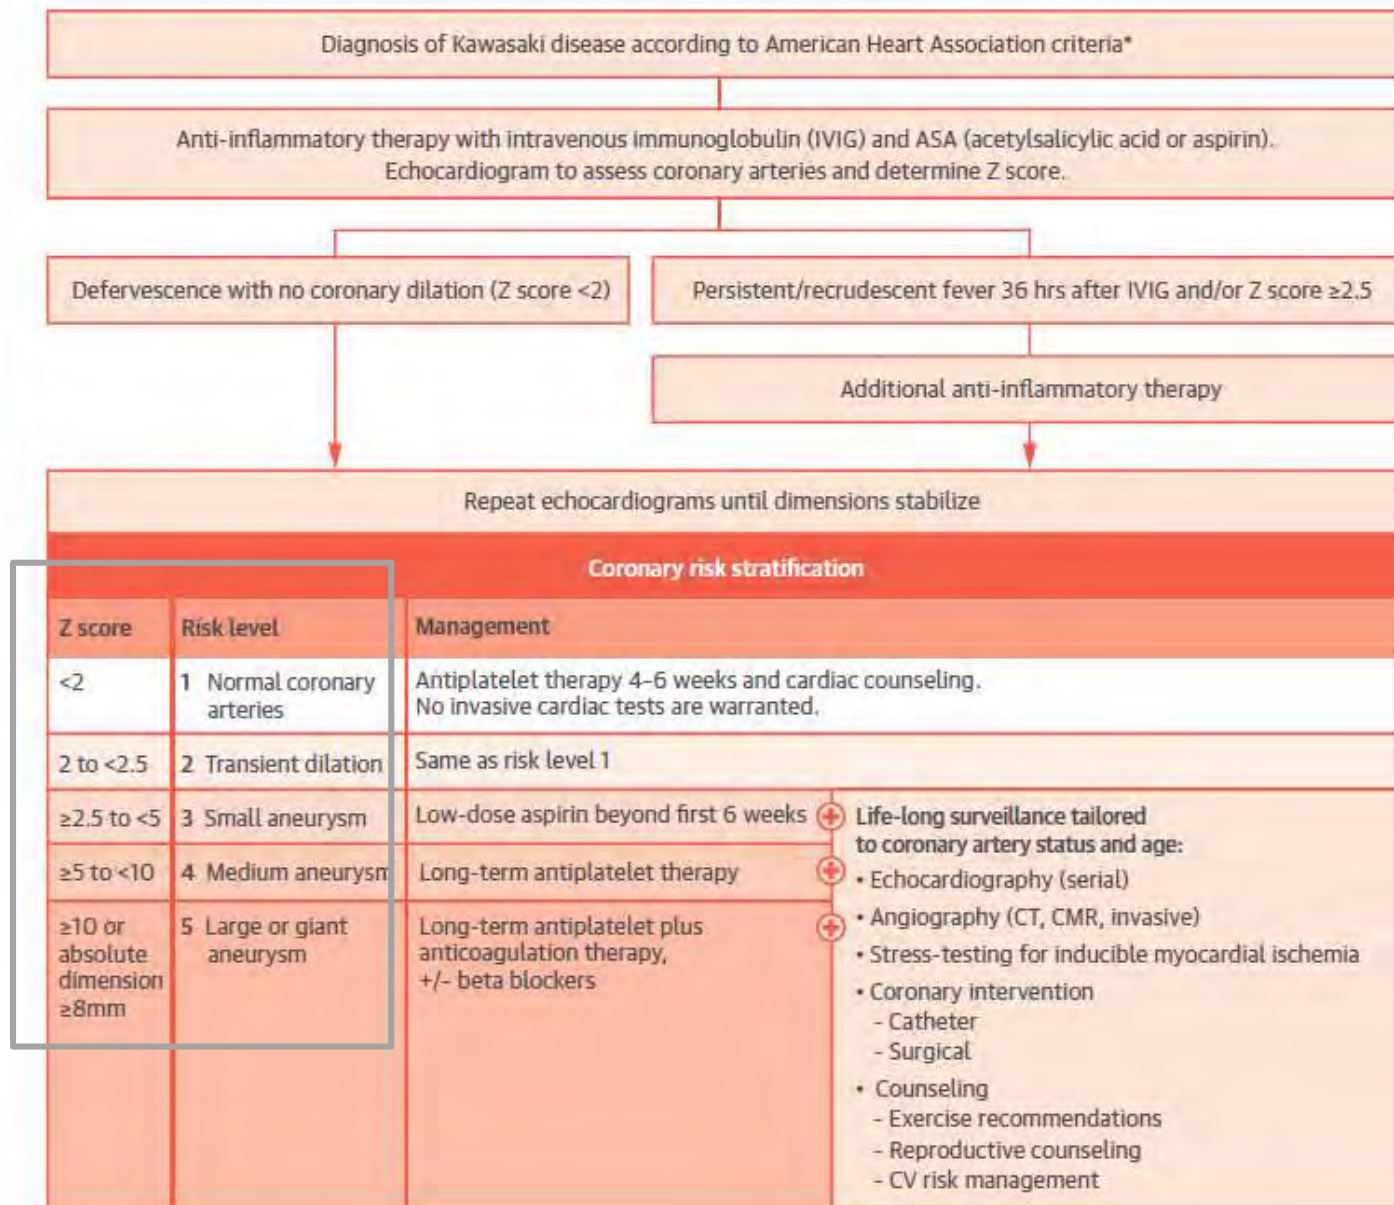 Diagnosis of Kawasaki disease according to American Heart Association criteria*
Anti-inflammatory therapy with intravenous immunoglobulin (IVIG) and ASA (acetylsalicylic acid or aspirin).
Echocardiogram to assess coronary arteries and determine Z score.
Defervescence with no coronary dilation (Z score <2)
Persistent/recrudescent fever 36 hrs after IVIG and/or Z score ≥2.5
Additional anti-inflammatory therapy
Repeat echocardiograms until dimensions stabilize
Coronary risk stratification
Z score
Risk level
Management
<2
1 Normal coronary
arteries
Antiplatelet therapy 4-6 weeks and cardiac counseling.
No invasive cardiac tests are warranted.
2 to <2.5
2 Transient dilation
Same as risk level 1
≥2.5 to <5
3 Small aneurysm
Low-dose aspirin beyond first 6 weeks
≥5 to <10
4 Medium aneurysm
Long-term antiplatelet therapy
≥10 or
absolute
dimension
≥8mm
5 Large or giant
aneurysm
Long-term antiplatelet plus
anticoagulation therapy,
+/- beta blockers
Life-long surveillance tailored
to coronary artery status and age:
• Echocardiography (serial)
• Angiography (CT, CMR, invasive)
• Stress-testing for inducible myocardial ischemia
• Coronary intervention
- Catheter
- Surgical
• Counseling
- Exercise recommendations
- Reproductive counseling
- CV risk management